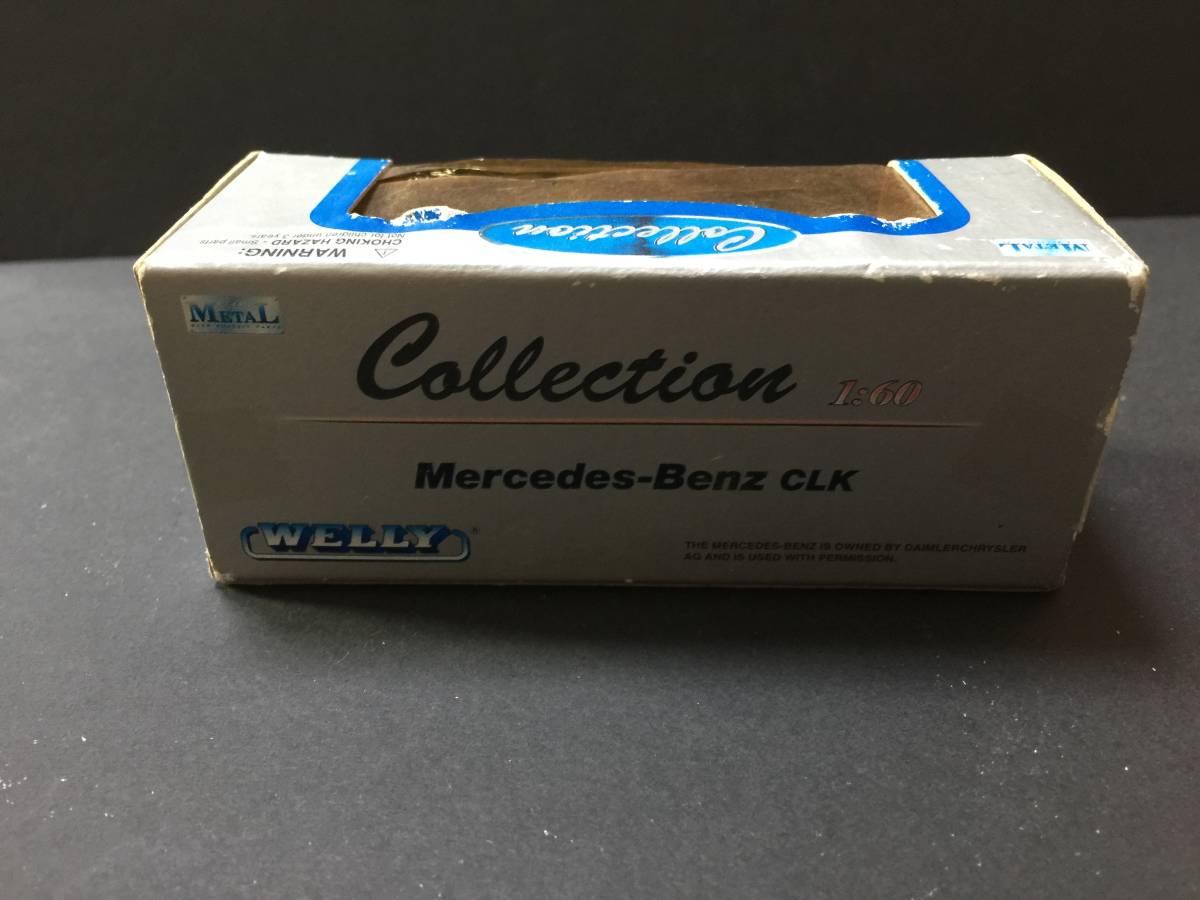 WARNING:
CHOKING HAZARD - Small parts
Not for children under 3 years.
Collection
METAL
METAL
Collection 1:60
Mercedes-Benz CLK
WELLY®
THE MERCEDES-BENZ IS OWNED BY DAIMLERCHRYSLER
AG AND IS USED WITH PERMISSION.